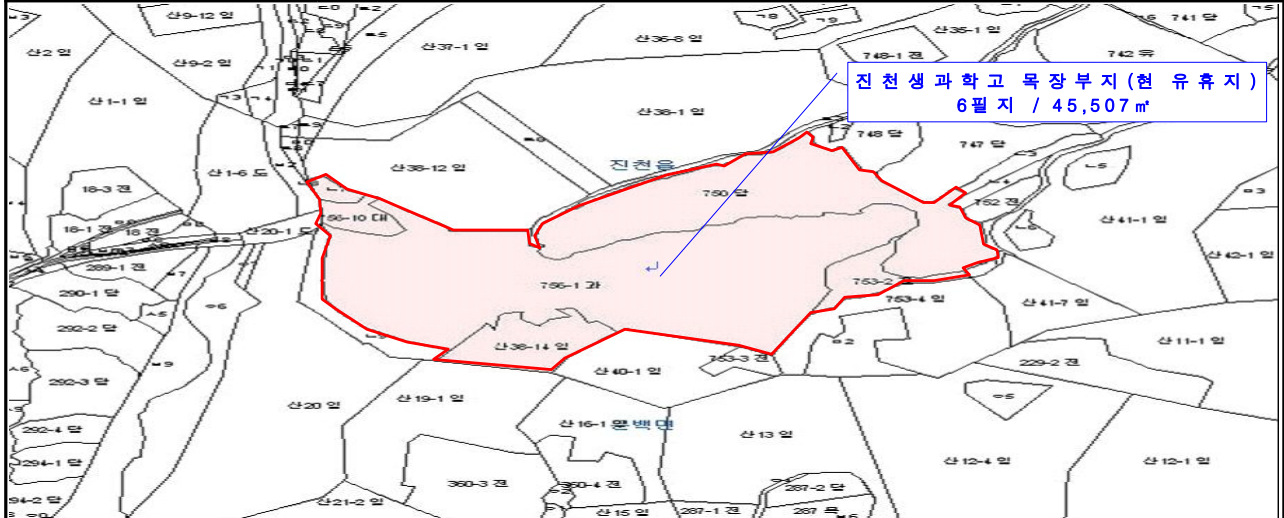 산9-12 임
산2 임
산9-2 임
산37-1 임
산36-8 임
산35-1 임
741 답
748-1 전
742 유
진천생과학고 목장부지(현 유휴지)
6필지 / 45,507㎡
산1-1 임
산38-1 임
748 답
747 답
산38-12 임
진천읍
산1-6 도
18-3 전
750 답
752 전
756-10 대
산41-1 임
18-1 전
18 전
산20-1 도
산42-1 임
289-1 전
756-1 과
290-1 답
753-4 임
산41-7 임
292-2 답
산38-14 임
753-3 전
산11-1 임
229-2 전
산40-1 임
292-3 답
산20 임
산19-1 임
292-4 답
산16-1
산13 임
294-1 답
산12-4 임
산12-1 임
360-3 전
360-4 전
287-2 답
94-2 답
산21-2 임
산15 임
287-1 전
287 목